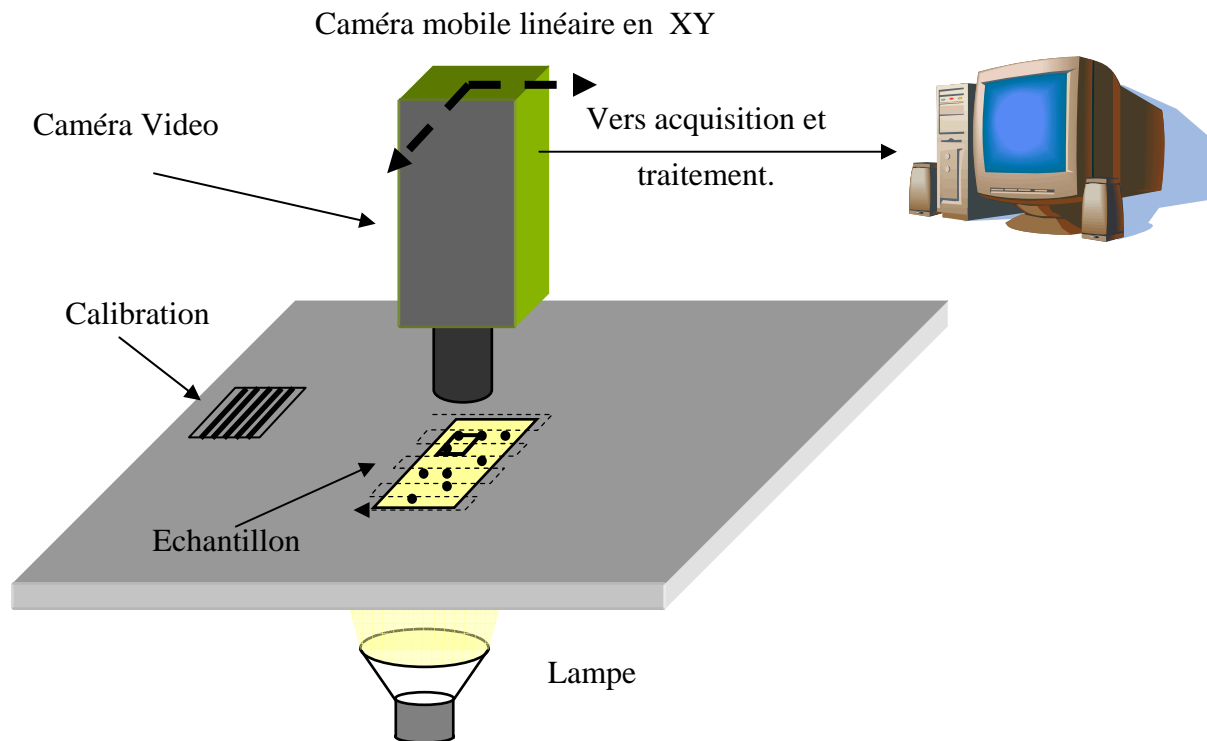 Caméra mobile linéaire en XY
Caméra Video
Vers acquisition et
traitement.
Calibration
Echantillon
Lampe